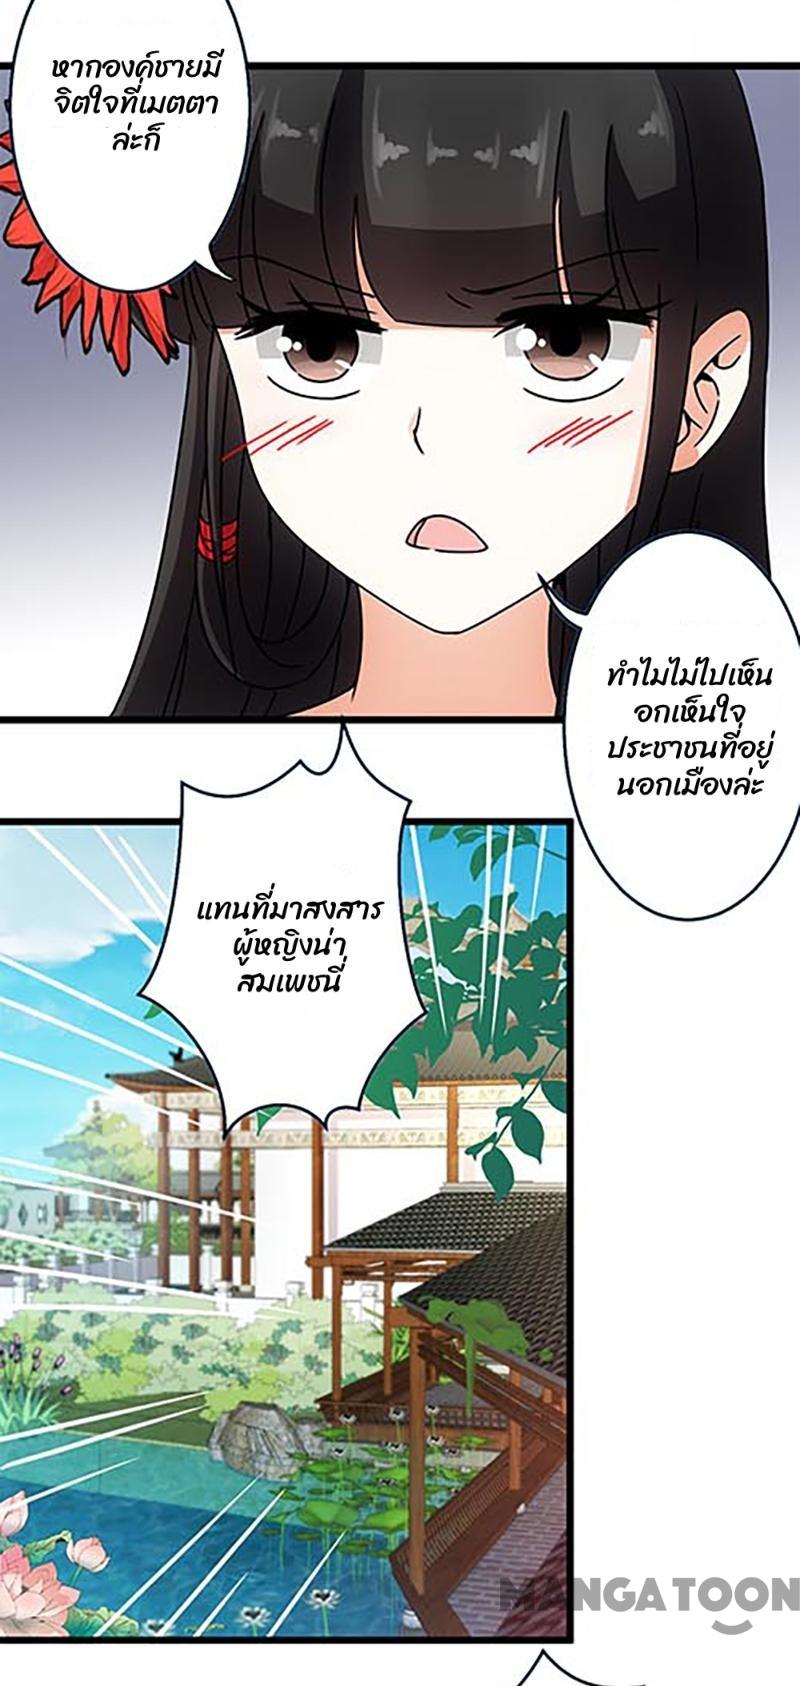 หากองค์ชายมี
จิตใจที่เมตตา
ล่ะก็
ทำไมไม่ไปเห็น
อกเห็นใจ
ประชาชนที่อยู่
นอกเมืองล่ะ
แทนที่มาสงสาร
ผู้หญิงน่า
สมเพชนี่
MANGATOON